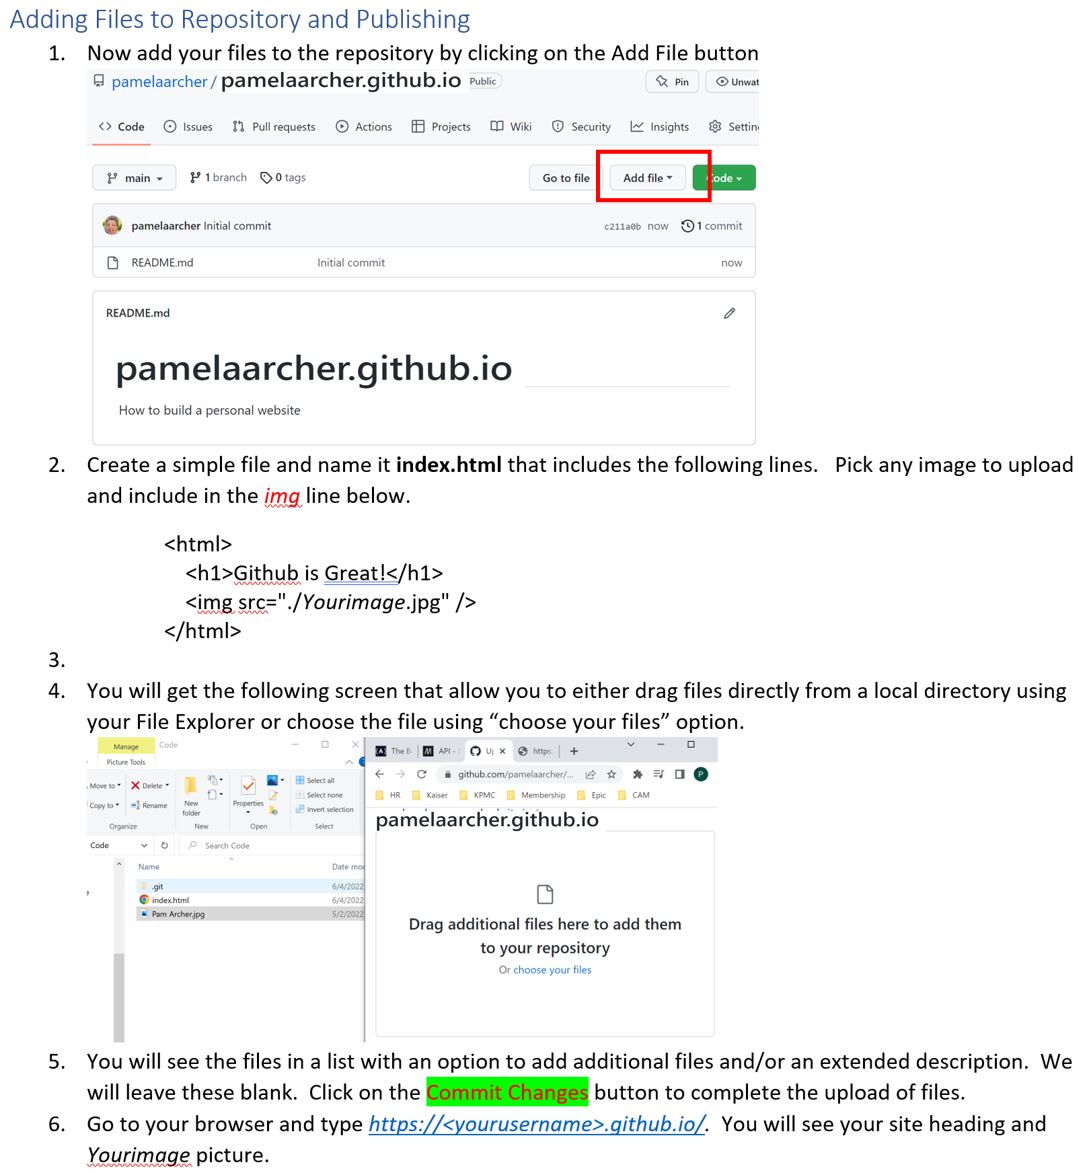 Adding Files to Repository and Publishing
1. Now add your files to the repository by clicking on the Add File button
pamelaarcher / pamelaarcher.github.io Public Pin Unwat
Code Issues Pull requests Actions Projects Wiki Security Insights Settin
main 1 branch 0 tags Go to file Add file Code
pamelaarcher Initial commit c211a0b now 1 commit
README.md Initial commit now
README.md
pamelaarcher.github.io
How to build a personal website
2. Create a simple file and name it index.html that includes the following lines. Pick any image to upload
and include in the img line below.
<html>
<h1>Github is Great!</h1>
<img src="./Yourimage.jpg" />
</html>
3.
4. You will get the following screen that allow you to either drag files directly from a local directory using
your File Explorer or choose the file using “choose your files” option.
Manage Code
Picture Tools
Move to Delete
Copy to Rename
New folder
Properties
Select all
Select none
Invert selection
Organize New Open Select
Code Search Code
Name Date mod
.git 6/4/2022
index.html 6/4/2022
Pam Archer.jpg 5/2/2022
The E API - Up https:
github.com/pamelaarcher/... P
HR Kaiser KPMC Membership Epic CAM
pamelaarcher.github.io
Drag additional files here to add them
to your repository
Or choose your files
5. You will see the files in a list with an option to add additional files and/or an extended description. We
will leave these blank. Click on the Commit Changes button to complete the upload of files.
6. Go to your browser and type https://<yourusername>.github.io/. You will see your site heading and
Yourimage picture.